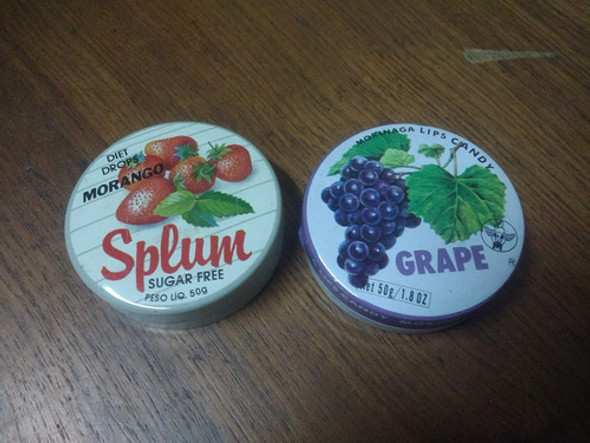 DIET
DROPS
MORANGO
Splum
SUGAR FREE
PESO LIQ. 50g
MORINAGA LIPS CANDY
GRAPE
Net 50g/1.8 OZ